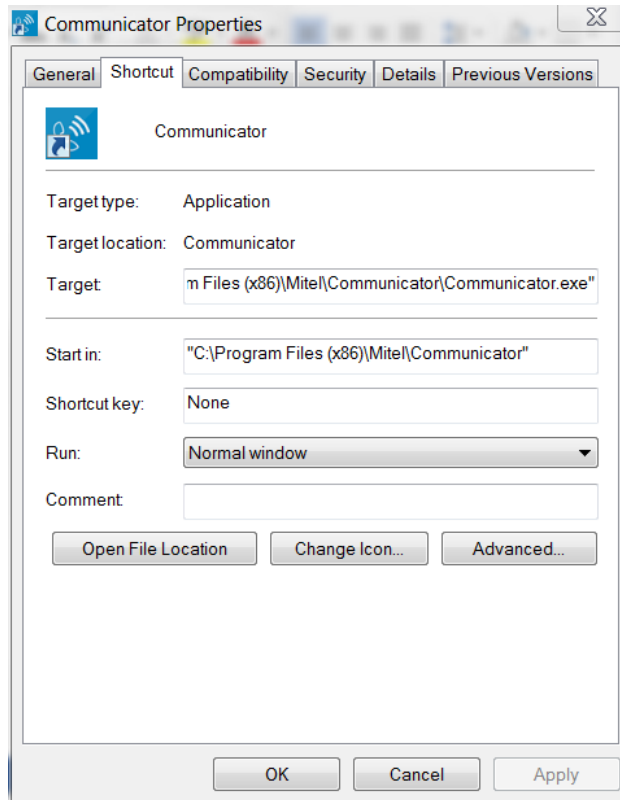 Communicator Properties
General Shortcut Compatibility Security Details Previous Versions
Communicator
Target type: Application
Target location: Communicator
Target: m Files (x86)\Mitel\Communicator\Communicator.exe"
Start in: "C:\Program Files (x86)\Mitel\Communicator"
Shortcut key: None
Run: Normal window
Comment:
Open File Location Change Icon... Advanced...
OK Cancel Apply